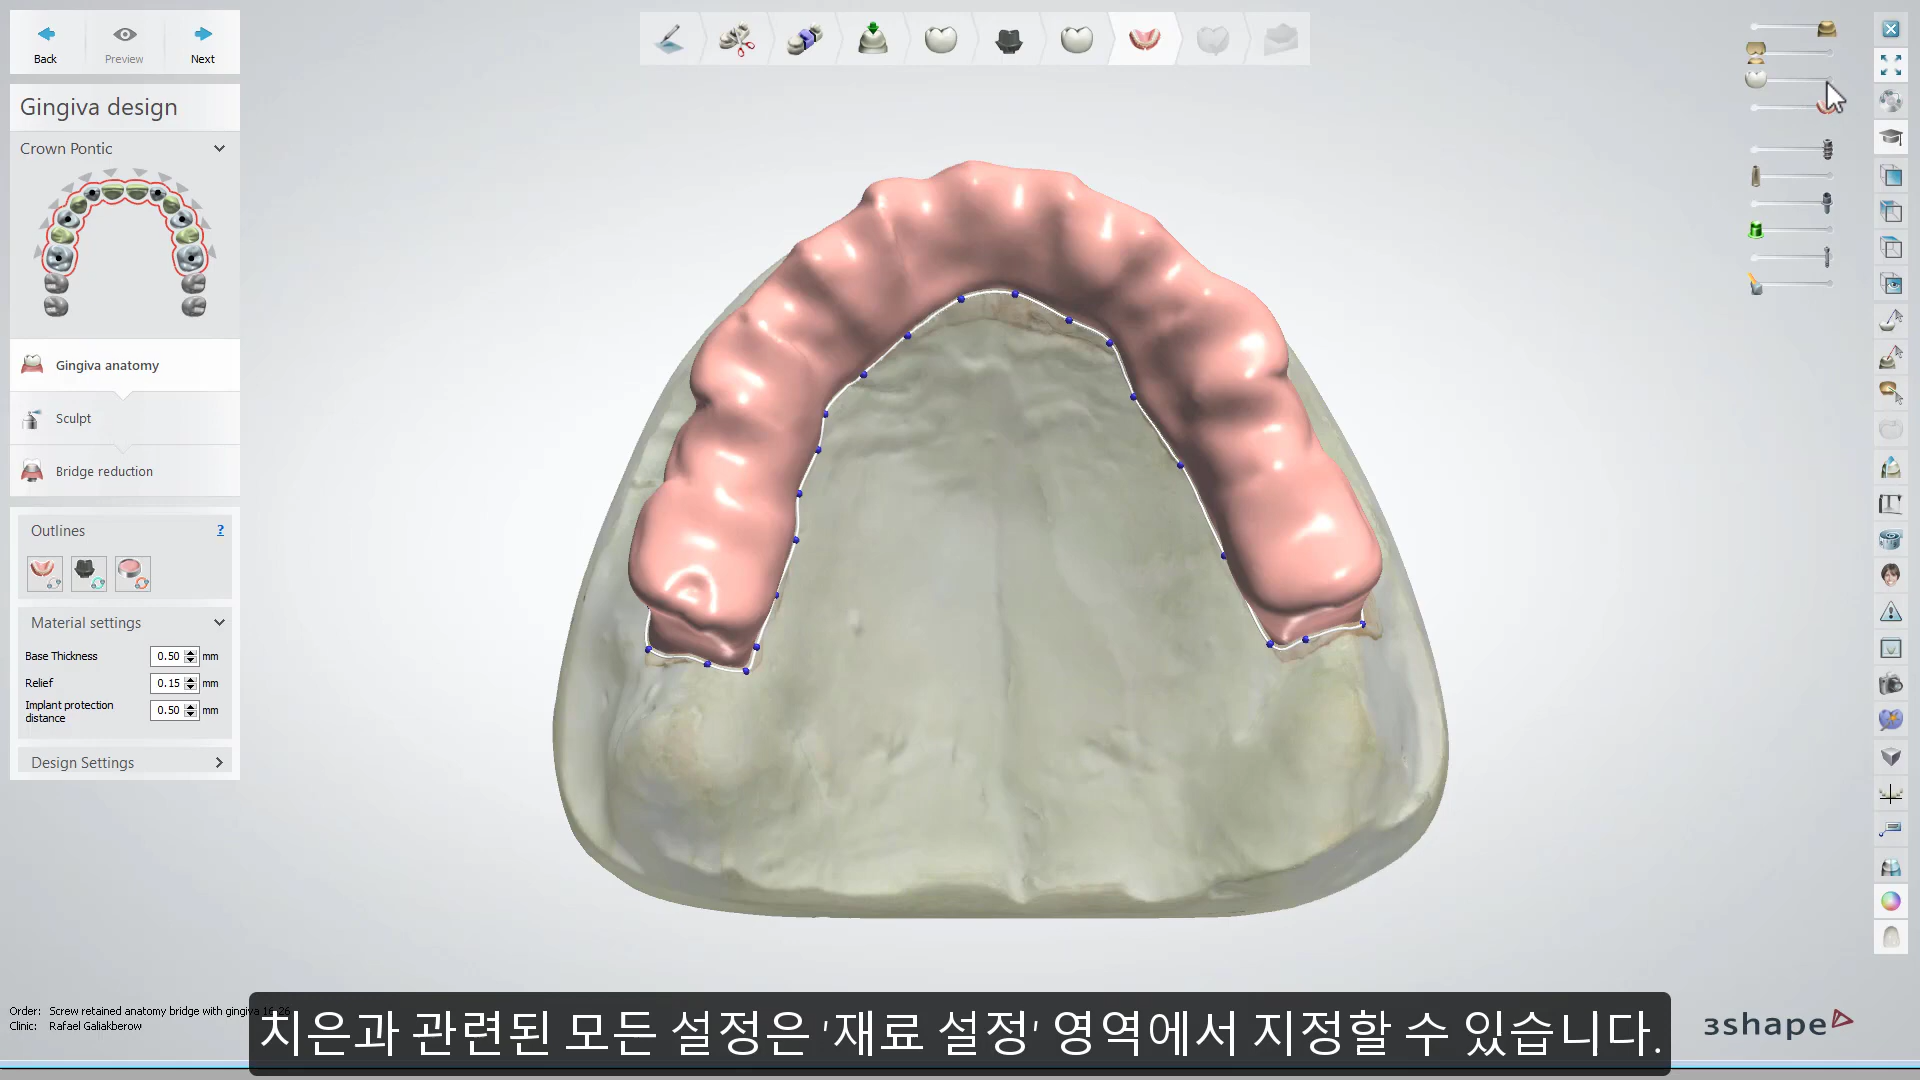 Back
Preview
Next
Gingiva design
Crown Pontic
Gingiva anatomy
Sculpt
Bridge reduction
Outlines
?
Material settings
Base Thickness 0.50 mm
Relief 0.15 mm
Implant protection distance 0.50 mm
Design Settings
Order: Screw retained anatomy bridge with gingiva
Clinic: Rafael Galiakberow
치은과 관련된 모든 설정은 '재료 설정' 영역에서 지정할 수 있습니다.
3shape